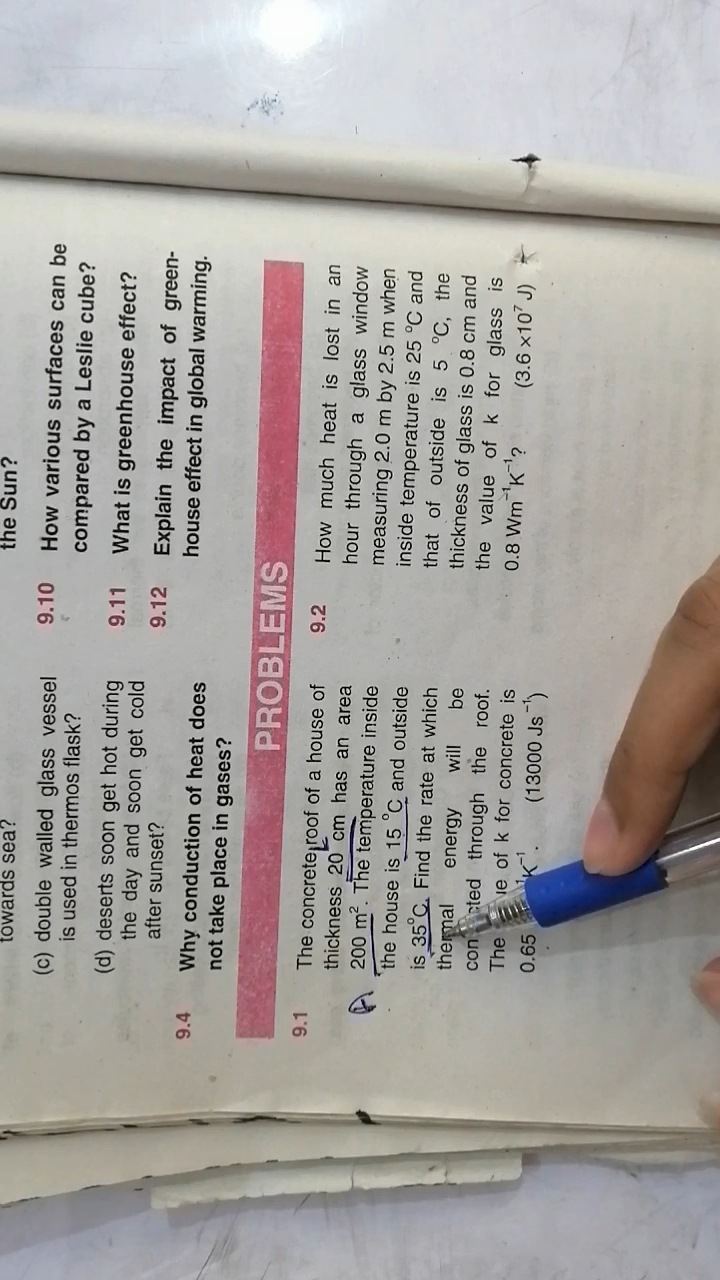 towards sea?
(c) double walled glass vessel
is used in thermos flask?
(d) deserts soon get hot during
the day and soon get cold
after sunset?
9.4 Why conduction of heat does
not take place in gases?
the Sun?
9.10 How various surfaces can be
compared by a Leslie cube?
9.11 What is greenhouse effect?
9.12 Explain the impact of green-
house effect in global warming.
PROBLEMS
9.1 The concrete roof of a house of
thickness 20 cm has an area
200 m². The temperature inside
the house is 15 °C and outside
is 35°C. Find the rate at which
thermal energy will be
through the roof.
The of k for concrete is
0.65 K⁻¹. (13000 Js⁻¹)
9.2 How much heat is lost in an
hour through a glass window
measuring 2.0 m by 2.5 m when
inside temperature is 25 °C and
that of outside is 5 °C, the
thickness of glass is 0.8 cm and
the value of k for glass is
0.8 Wm⁻¹K⁻¹? (3.6 ×10⁷ J)